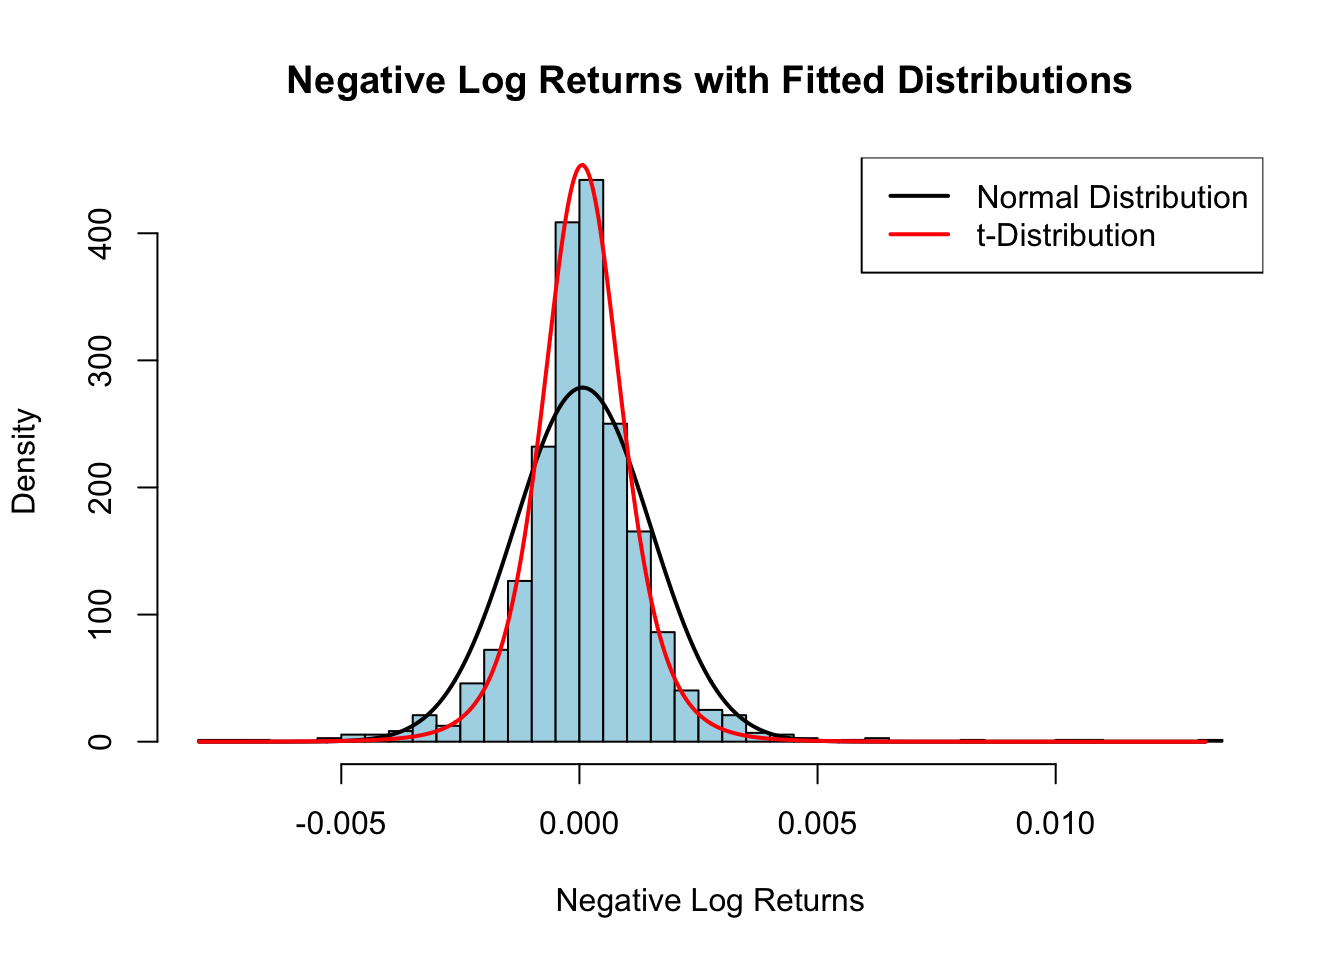 Negative Log Returns with Fitted Distributions
Normal Distribution
t-Distribution
Density
400
300
200
100
0
-0.005
0.000
0.005
0.010
Negative Log Returns